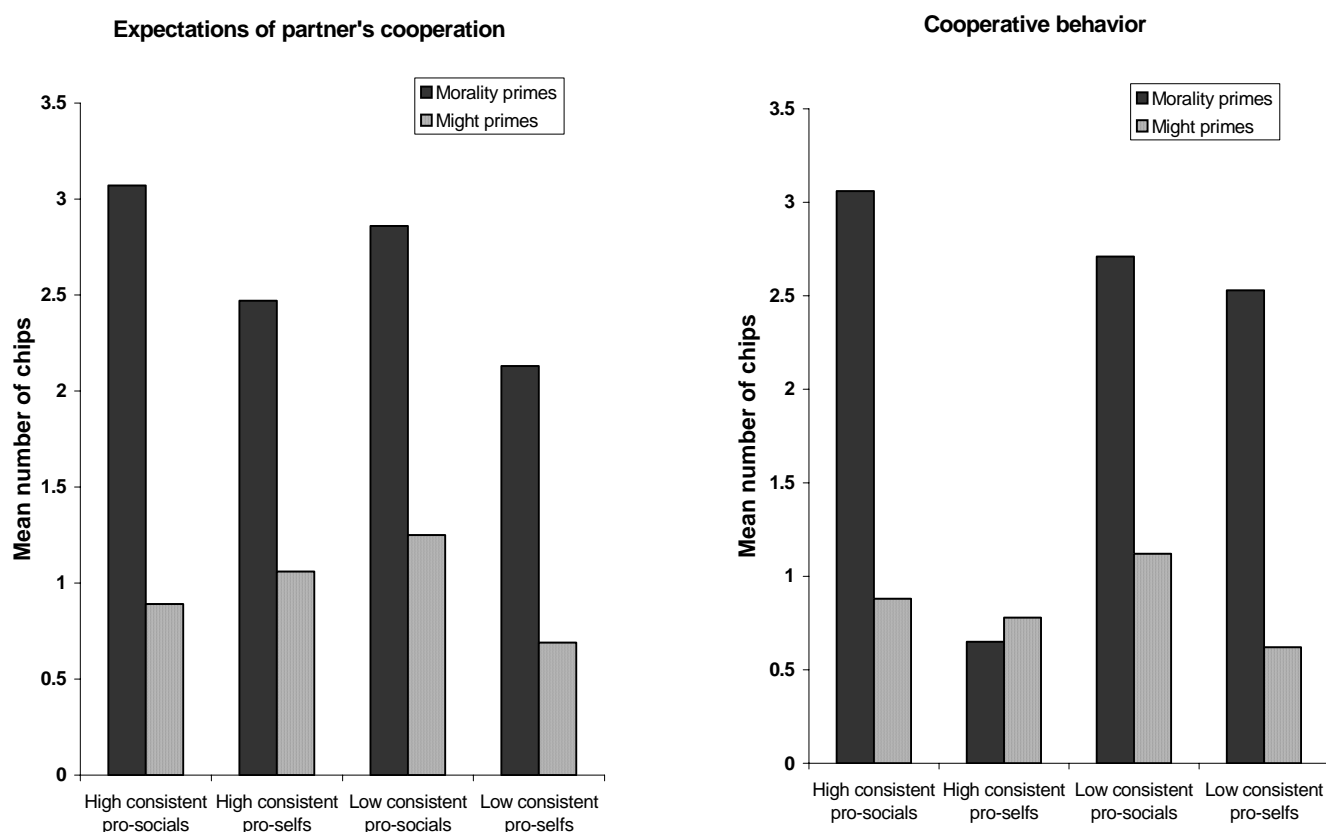 Expectations of partner's cooperation
Morality primes
Might primes
3.5
3
2.5
2
1.5
1
0.5
0
Mean number of chips
High consistent
pro-socials
High consistent
pro-selfs
Low consistent
pro-socials
Low consistent
pro-selfs
Cooperative behavior
Morality primes
Might primes
3.5
3
2.5
2
1.5
1
0.5
0
Mean number of chips
High consistent
pro-socials
High consistent
pro-selfs
Low consistent
pro-socials
Low consistent
pro-selfs